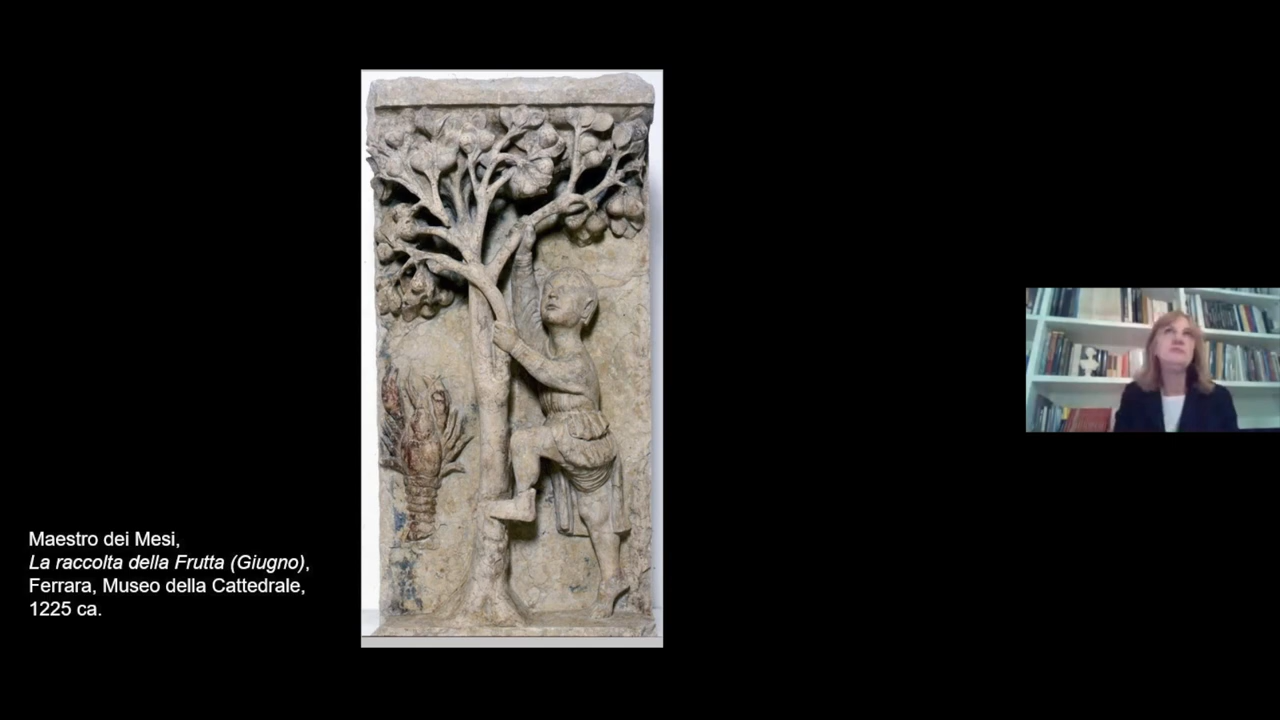 Maestro dei Mesi,
La raccolta della Frutta (Giugno),
Ferrara, Museo della Cattedrale,
1225 ca.